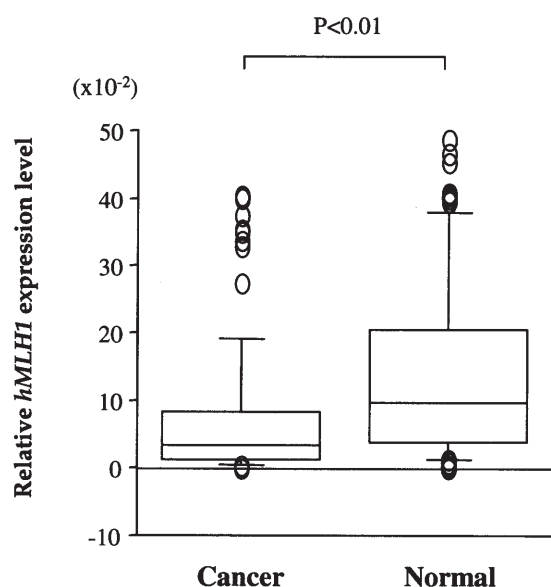 P<0.01
(x10⁻²)
Relative hMLH1 expression level
50
40
30
20
10
0
-10
Cancer Normal